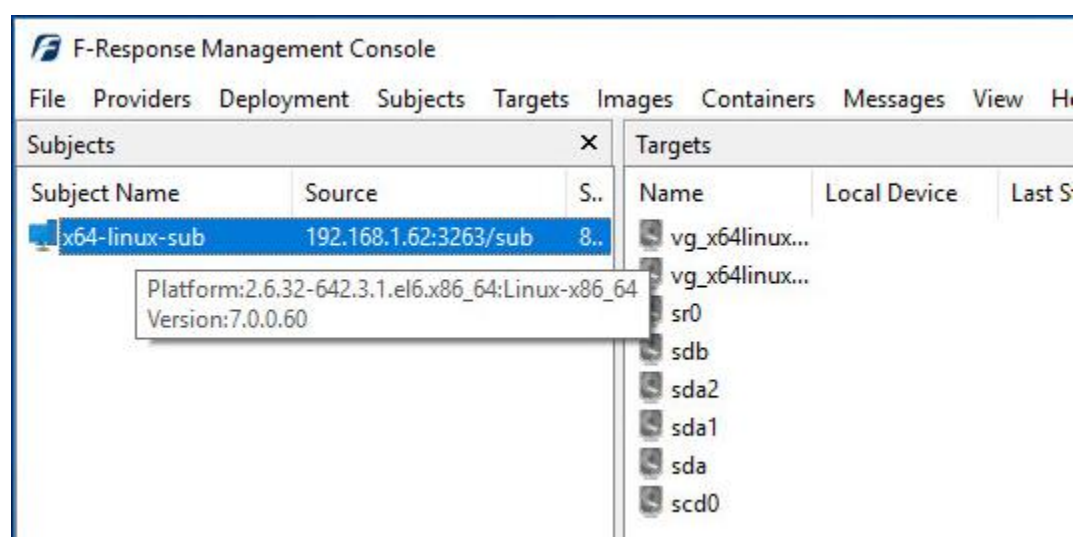 F-Response Management Console
File Providers Deployment Subjects Targets Images Containers Messages View
Subjects × Targets
Subject Name Source S.. Name Local Device Last
x64-linux-sub 192.168.1.62:3263/sub 8.. vg_x64linux...
Platform:2.6.32-642.3.1.el6.x86_64:Linux-x86_64 vg_x64linux...
Version:7.0.0.60 sr0
sdb
sda2
sda1
sda
scd0